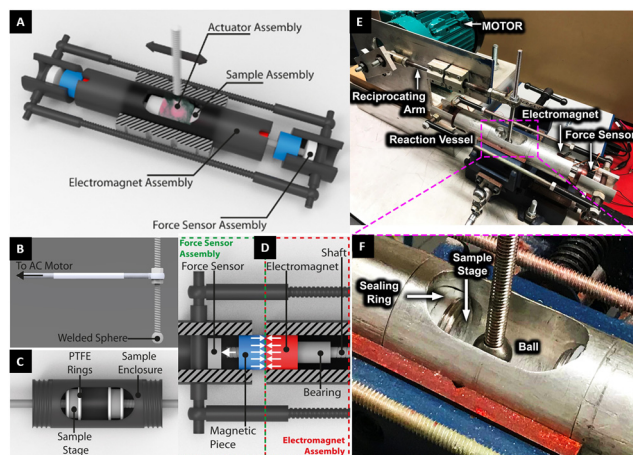 A
Actuator Assembly
Sample Assembly
Electromagnet Assembly
Force Sensor Assembly
B
To AC Motor
Welded Sphere
C
PTFE
Rings
Sample
Enclosure
Sample
Stage
D
Force Sensor
Assembly
Force Sensor
Shaft
Electromagnet
Bearing
Magnetic
Piece
Electromagnet
Assembly
E
MOTOR
Reciprocating
Arm
Electromagnet
Force Sensor
Reaction Vessel
F
Sample
Stage
Sealing
Ring
Ball